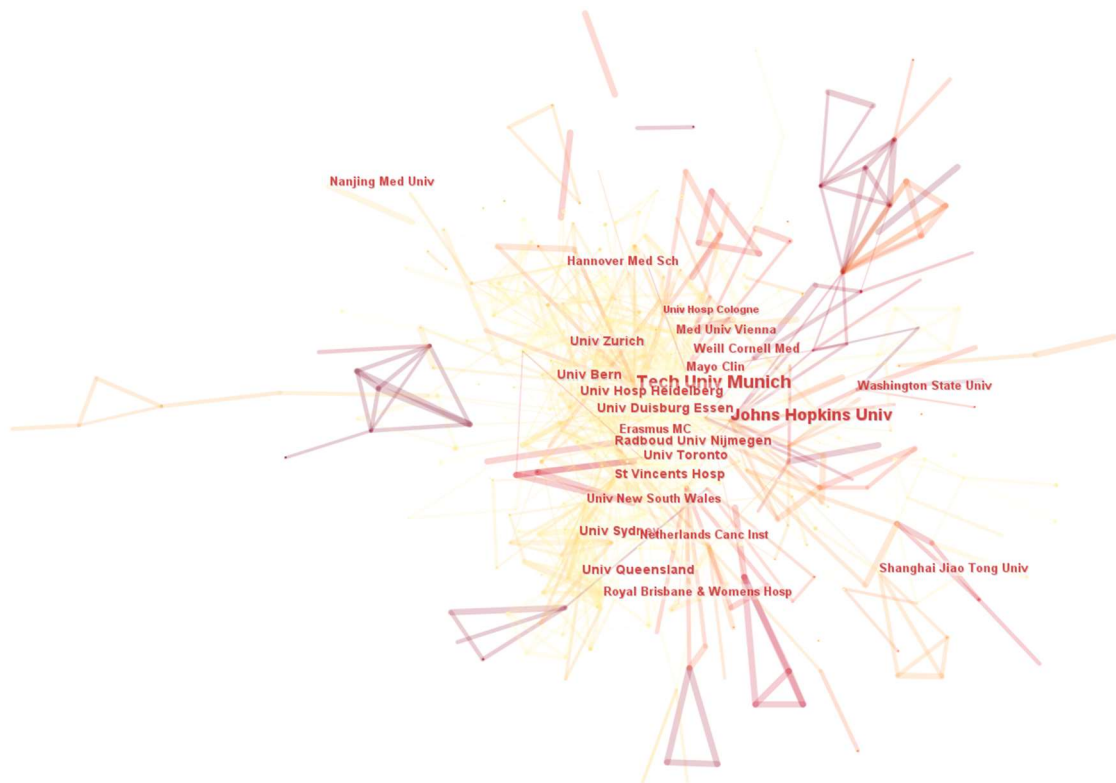 Nanjing Med Univ
Hannover Med Sch
Univ Hosp Cologne
Med Univ Vienna
Univ Zurich
Weill Cornell Med
Mayo Clin
Univ Bern
Tech Univ Munich
Washington State Univ
Univ Hosp Heidelberg
Univ Duisburg Essen
Johns Hopkins Univ
Erasmus MC
Radboud Univ Nijmegen
Univ Toronto
St Vincents Hosp
Univ New South Wales
Univ Sydney
Netherlands Canc Inst
Shanghai Jiao Tong Univ
Univ Queensland
Royal Brisbane & Womens Hosp